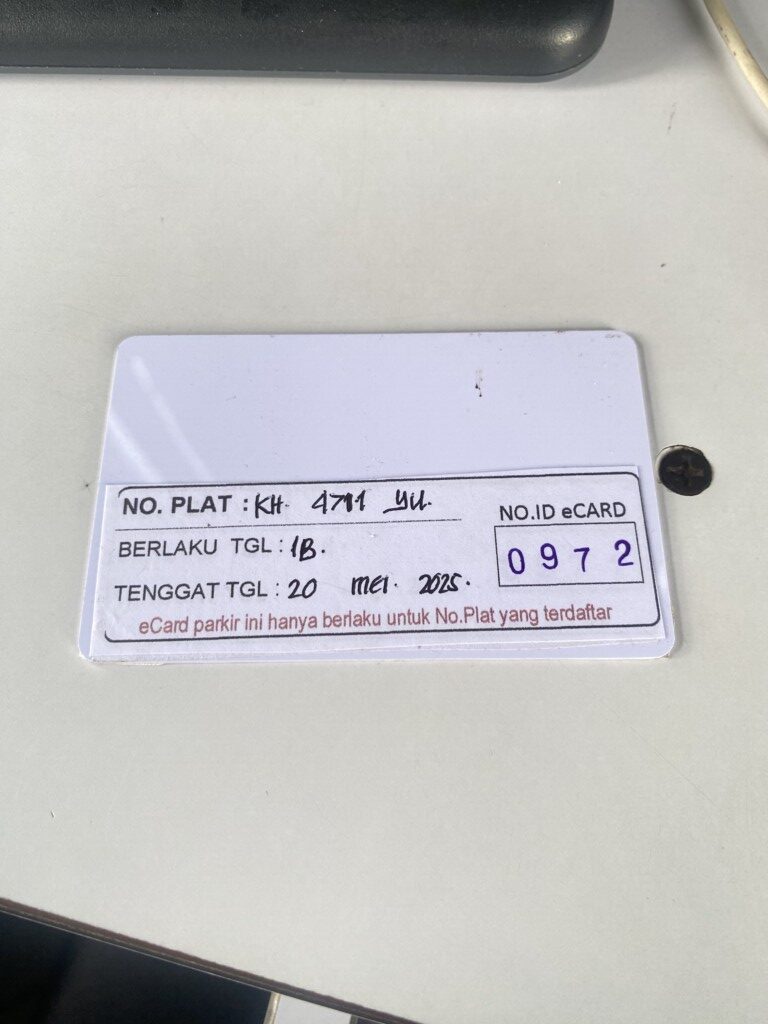 NO. PLAT : KH 4711 YU.
NO.ID eCARD
BERLAKU TGL : 1B.
0972
TENGGAT TGL : 20 MEI. 2025.
eCard parkir ini hanya berlaku untuk No.Plat yang terdaftar